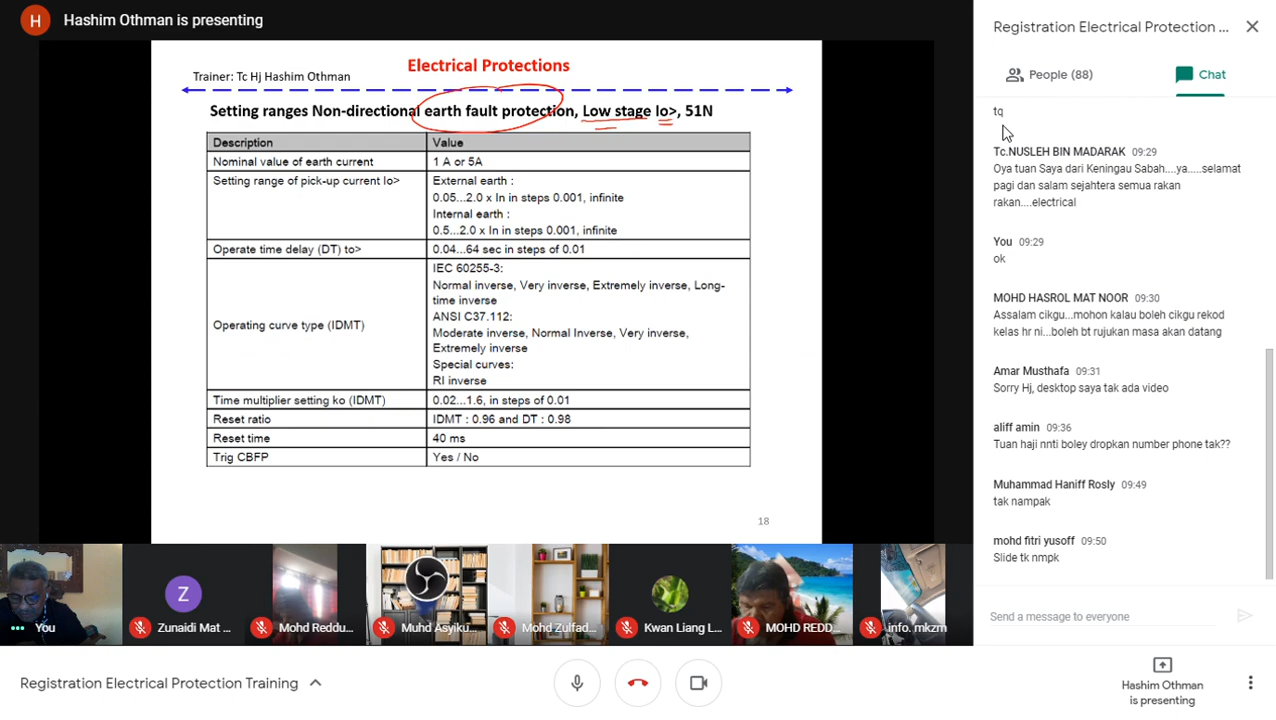 H
Hashim Othman is presenting
Electrical Protections
Trainer: Tc Hj Hashim Othman
Setting ranges Non-directional earth fault protection, Low stage Io>, 51N
Description Value
Nominal value of earth current 1 A or 5A
Setting range of pick-up current Io> External earth :
0.05...2.0 x In in steps 0.001, infinite
Internal earth :
0.5...2.0 x In in steps 0.001, infinite
Operate time delay (DT) to> 0.04...64 sec in steps of 0.01
Operating curve type (IDMT) IEC 60255-3:
Normal inverse, Very inverse, Extremely inverse, Long-
time inverse
ANSI C37.112:
Moderate inverse, Normal Inverse, Very inverse,
Extremely inverse
Special curves:
RI inverse
Time multiplier setting ko (IDMT) 0.02...1.6, in steps of 0.01
Reset ratio IDMT : 0.96 and DT : 0.98
Reset time 40 ms
Trig CBFP Yes / No
18
You
Z
Zunaidi Mat ...
Mohd Reddu...
Muhd Asyiku...
Mohd Zulfad...
Kwan Liang L...
MOHD REDD...
info. mkzm
Registration Electrical Protection Training
Registration Electrical Protection ...
People (88)
Chat
tq
Tc.NUSLEH BIN MADARAK 09:29
Oya tuan Saya dari Keningau Sabah....ya.....selamat
pagi dan salam sejahtera semua rakan
rakan....electrical
You 09:29
ok
MOHD HASROL MAT NOOR 09:30
Assalam cikgu...mohon kalau boleh cikgu rekod
kelas hr ni...boleh bt rujukan masa akan datang
Amar Musthafa 09:31
Sorry Hj, desktop saya tak ada video
aliff amin 09:36
Tuan haji nnti boley dropkan number phone tak??
Muhammad Haniff Rosly 09:49
tak nampak
mohd fitri yusoff 09:50
Slide tk nmpk
Send a message to everyone
Hashim Othman
is presenting